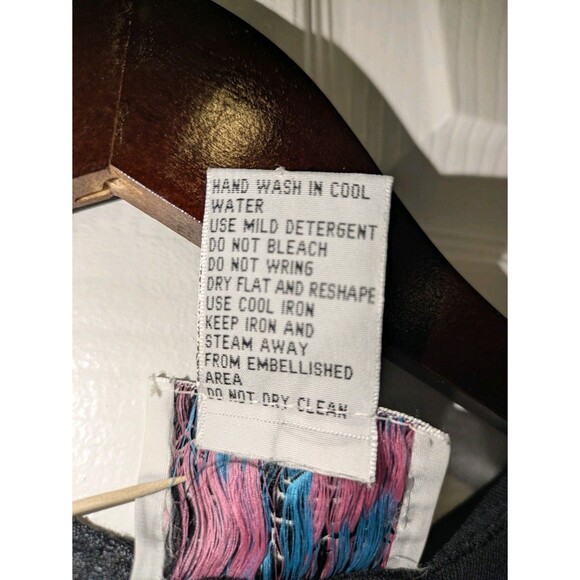 HAND WASH IN COOL
WATER
USE MILD DETERGENT
DO NOT BLEACH
DO NOT WRING
DRY FLAT AND RESHAPE
USE COOL IRON
KEEP IRON AND
STEAM AWAY
FROM EMBELLISHED
AREA
DO NOT DRY CLEAN